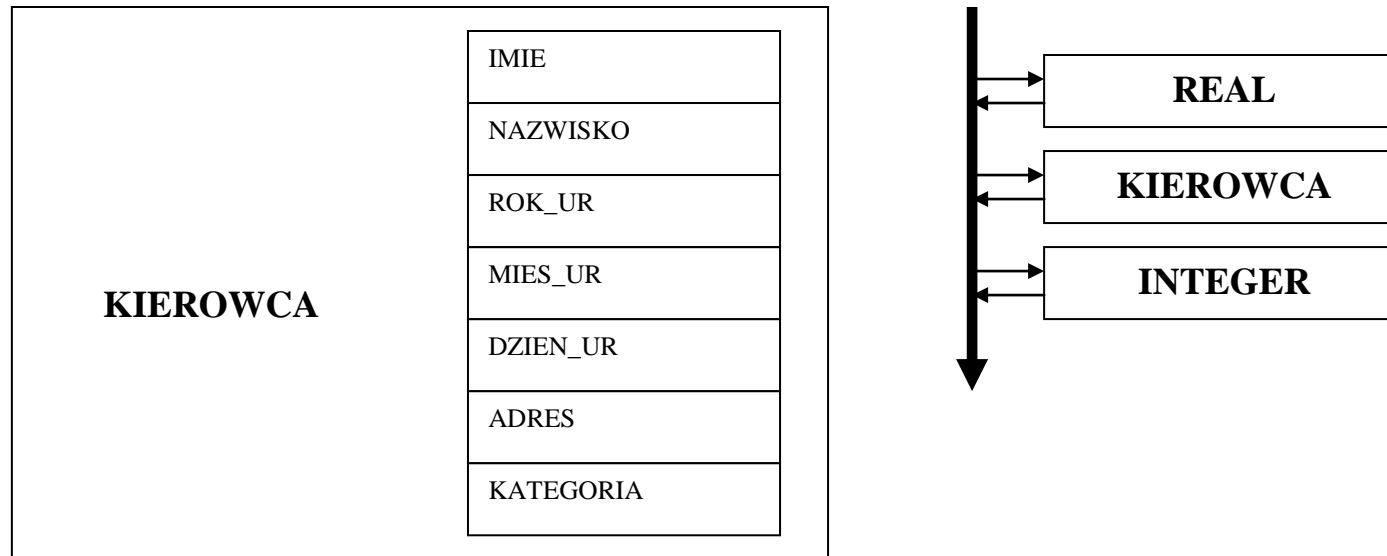 IMIE
NAZWISKO
ROK_UR
MIES_UR
DZIEN_UR
ADRES
KATEGORIA
KIEROWCA
REAL
KIEROWCA
INTEGER